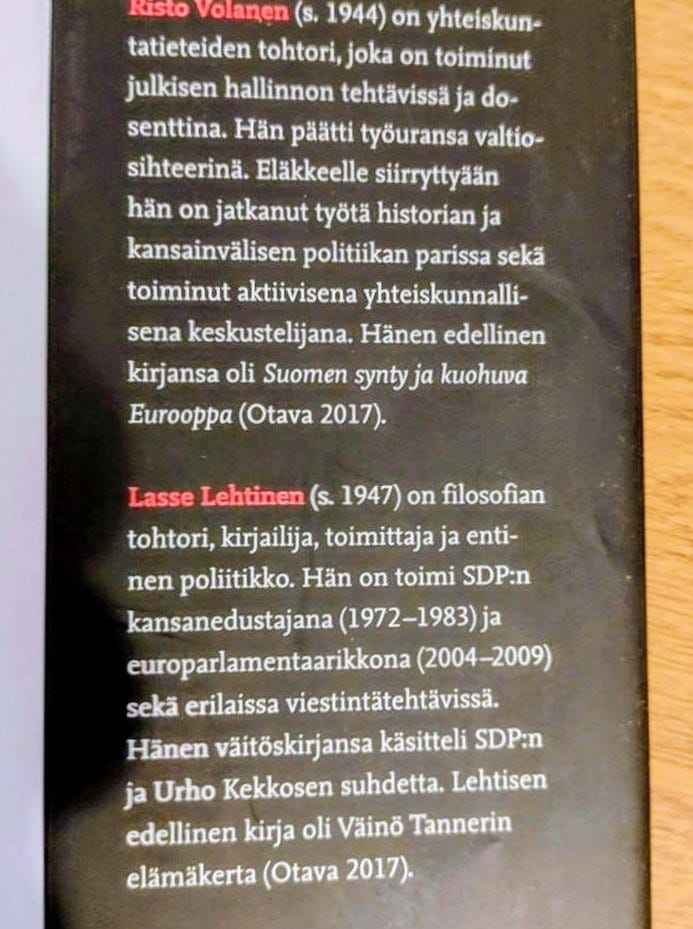 Risto Volanen (s. 1944) on yhteiskun-
tatieteiden tohtori, joka on toiminut
julkisen hallinnon tehtävissä ja do-
senttina. Hän päätti työuransa valtio-
sihteerinä. Eläkkeelle siirryttyään
hän on jatkanut työtä historian ja
kansainvälisen politiikan parissa sekä
toiminut aktiivisena yhteiskunnalli-
sena keskustelijana. Hänen edellinen
kirjansa oli Suomen synty ja kuohuva
Eurooppa (Otava 2017).
Lasse Lehtinen (s. 1947) on filosofian
tohtori, kirjailija, toimittaja ja enti-
nen poliitikko. Hän on toimi SDP:n
kansanedustajana (1972–1983) ja
europarlamentaarikkona (2004–2009)
sekä erilaissa viestintätehtävissä.
Hänen väitöskirjansa käsitteli SDP:n
ja Urho Kekkosen suhdetta. Lehtisen
edellinen kirja oli Väinö Tannerin
elämäkerta (Otava 2017).